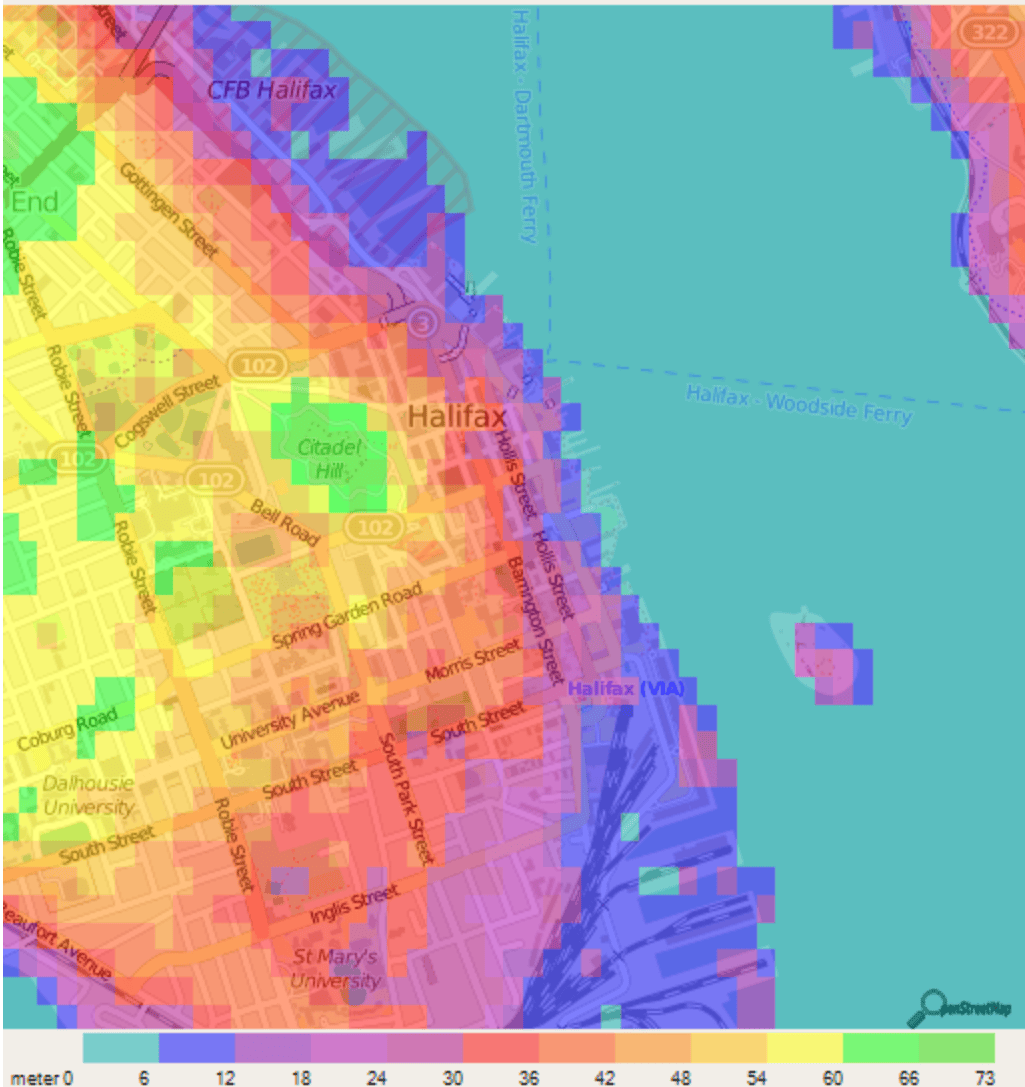 Street
322
CFB Halifax
Halifax - Dartmouth Ferry
Gottingen Street
End
Robie Street
3
102
Robie Street
Cogswell Street
Halifax - Woodside Ferry
Halifax
Citadel
Hill
Hollis Street
102
102
Bell Road
102
Robie Street
Hollis Street
Barrington Street
Spring Garden Road
Morris Street
Halifax (VIA)
University Avenue
Coburg Road
South Street
South Park Street
Dalhousie
University
South Street
Robie Street
South Street
Inglis Street
Beaufort Avenue
St Mary's
University
penStreetMap
meter 0 6 12 18 24 30 36 42 48 54 60 66 73